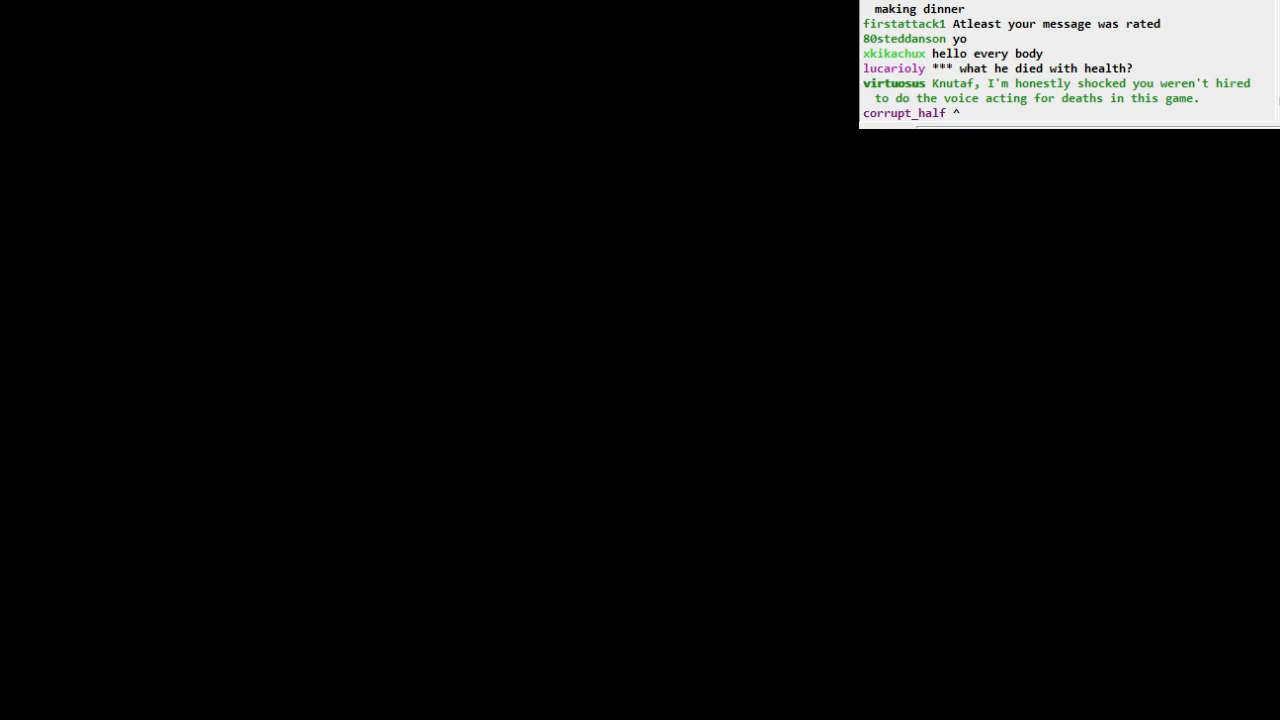 making dinner
firstattack1 Atleast your message was rated
80steddanson yo
xkikachux hello every body
lucarioly *** what he died with health?
virtuosus Knutaf, I'm honestly shocked you weren't hired
to do the voice acting for deaths in this game.
corrupt_half ^